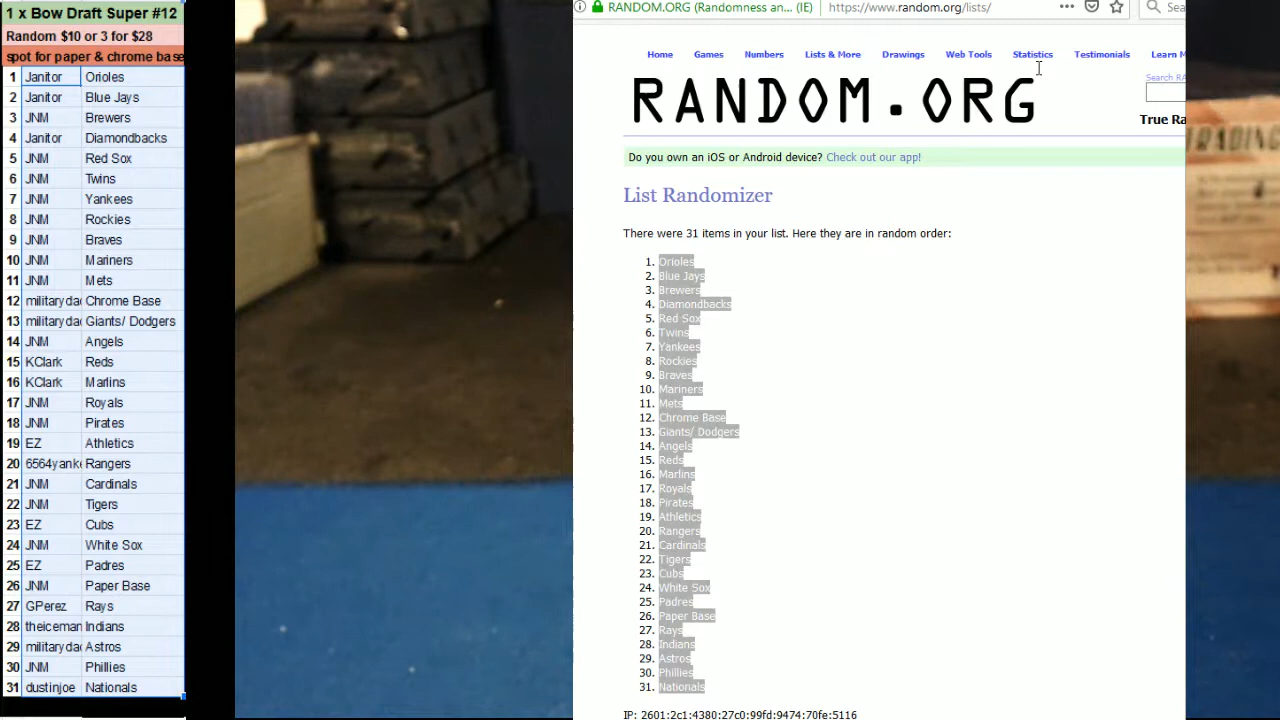 1 x Bow Draft Super #12
Random $10 or 3 for $28
spot for paper & chrome base
1 Janitor Orioles
2 Janitor Blue Jays
3 JNM Brewers
4 Janitor Diamondbacks
5 JNM Red Sox
6 JNM Twins
7 JNM Yankees
8 JNM Rockies
9 JNM Braves
10 JNM Mariners
11 JNM Mets
12 militaryda Chrome Base
13 militaryda Giants/ Dodgers
14 JNM Angels
15 KClark Reds
16 KClark Marlins
17 JNM Royals
18 JNM Pirates
19 EZ Athletics
20 6564yanke Rangers
21 JNM Cardinals
22 JNM Tigers
23 EZ Cubs
24 JNM White Sox
25 EZ Padres
26 JNM Paper Base
27 GPerez Rays
28 theiceman Indians
29 militaryda Astros
30 JNM Phillies
31 dustinjoe Nationals
RANDOM.ORG (Randomness an... (IE) https://www.random.org/lists/ Sea
Home Games Numbers Lists & More Drawings Web Tools Statistics Testimonials Learn M
Search RA
RANDOM.ORG
True Ra
Do you own an iOS or Android device? Check out our app!
List Randomizer
There were 31 items in your list. Here they are in random order:
1. Orioles
2. Blue Jays
3. Brewers
4. Diamondbacks
5. Red Sox
6. Twins
7. Yankees
8. Rockies
9. Braves
10. Mariners
11. Mets
12. Chrome Base
13. Giants/ Dodgers
14. Angels
15. Reds
16. Marlins
17. Royals
18. Pirates
19. Athletics
20. Rangers
21. Cardinals
22. Tigers
23. Cubs
24. White Sox
25. Padres
26. Paper Base
27. Rays
28. Indians
29. Astros
30. Phillies
31. Nationals
IP: 2601:2c1:4380:27c0:99fd:9474:70fe:5116
TRADING